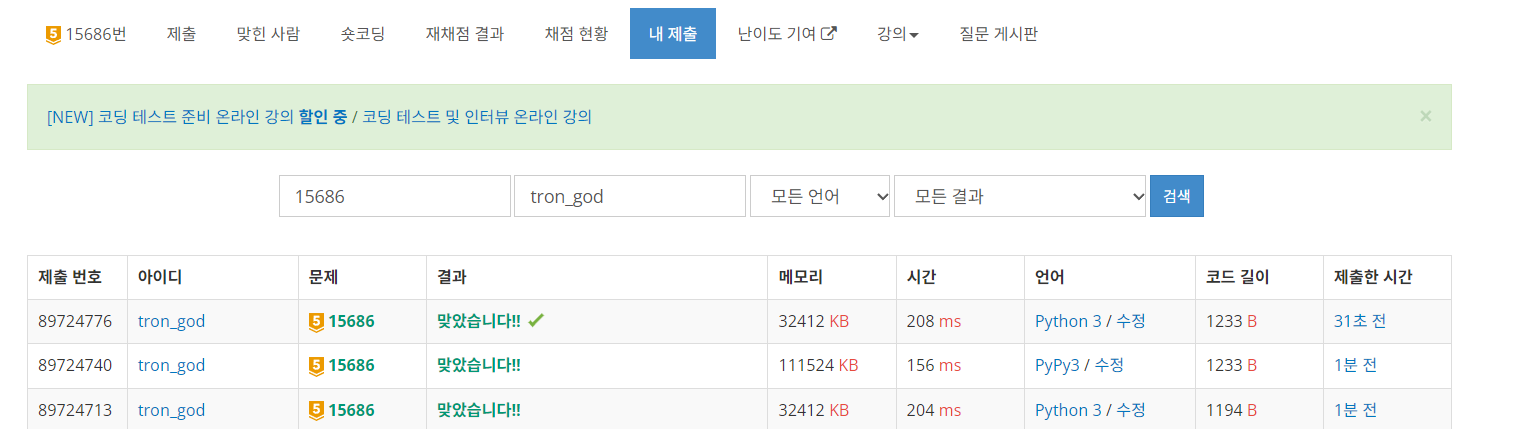 5 15686번 제출 맞힌 사람 숏코딩 재채점 결과 채점 현황 내 제출 난이도 기여 강의 질문 게시판
[NEW] 코딩 테스트 준비 온라인 강의 할인 중 / 코딩 테스트 및 인터뷰 온라인 강의 ×
15686 tron_god 모든 언어 모든 결과 검색
제출 번호 아이디 문제 결과 메모리 시간 언어 코드 길이 제출한 시간
89724776 tron_god 5 15686 맞았습니다!! 32412 KB 208 ms Python 3 / 수정 1233 B 31초 전
89724740 tron_god 5 15686 맞았습니다!! 111524 KB 156 ms PyPy3 / 수정 1233 B 1분 전
89724713 tron_god 5 15686 맞았습니다!! 32412 KB 204 ms Python 3 / 수정 1194 B 1분 전